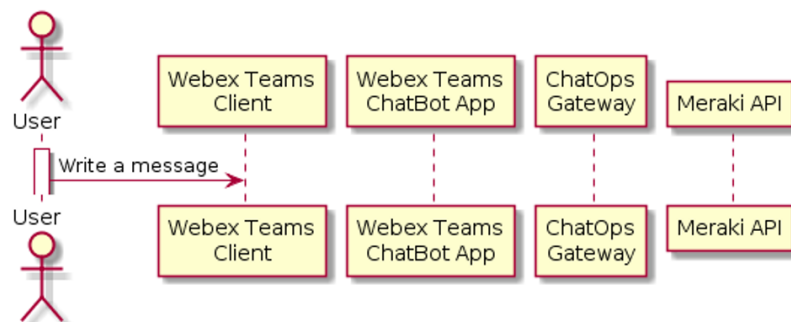 Webex Teams
Client
Webex Teams
ChatBot App
ChatOps
Gateway
Meraki API
User
Write a message
User
Webex Teams
Client
Webex Teams
ChatBot App
ChatOps
Gateway
Meraki API